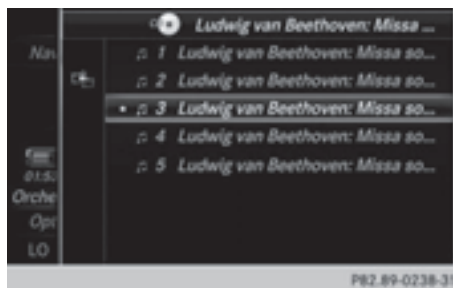 Ludwig van Beethoven: Missa ...
Nav
1 Ludwig van Beethoven: Missa so...
2 Ludwig van Beethoven: Missa so...
3 Ludwig van Beethoven: Missa so...
4 Ludwig van Beethoven: Missa so...
5 Ludwig van Beethoven: Missa so...
01:53
Orche
Opt
LO
P82.89-0238-31